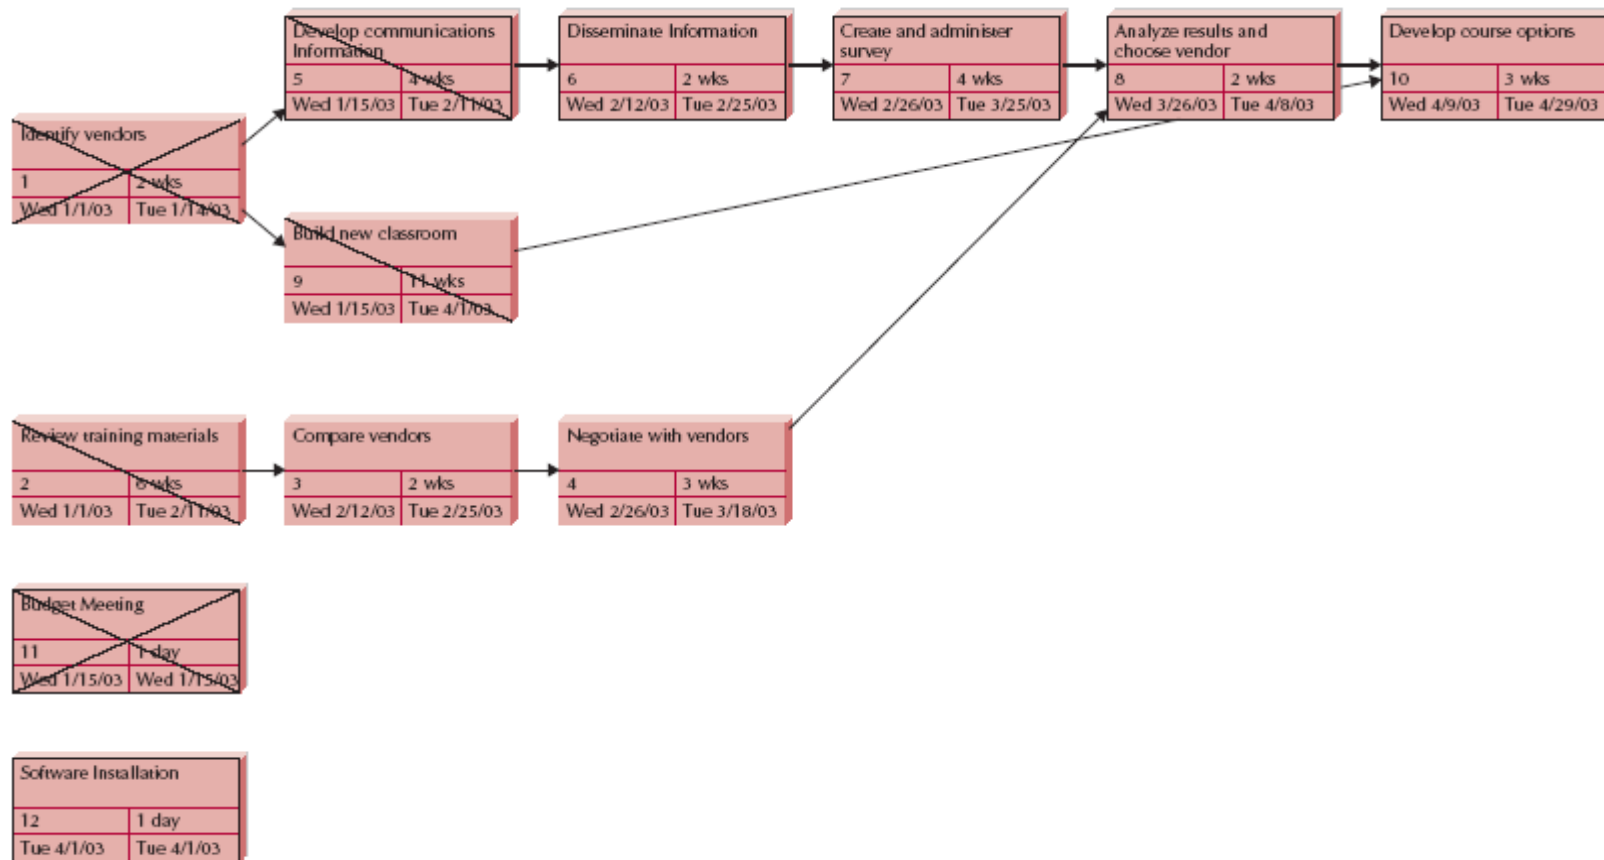 Develop communications
Information
5 4 wks
Wed 1/15/03 Tue 2/11/03
Disseminate Information
6 2 wks
Wed 2/12/03 Tue 2/25/03
Create and administer
survey
7 4 wks
Wed 2/26/03 Tue 3/25/03
Analyze results and
choose vendor
8 2 wks
Wed 3/26/03 Tue 4/8/03
Develop course options
10 3 wks
Wed 4/9/03 Tue 4/29/03
Identify vendors
1 2 wks
Wed 1/1/03 Tue 1/14/03
Build new classroom
9 11 wks
Wed 1/15/03 Tue 4/1/03
Review training materials
2 6 wks
Wed 1/1/03 Tue 2/11/03
Compare vendors
3 2 wks
Wed 2/12/03 Tue 2/25/03
Negotiate with vendors
4 3 wks
Wed 2/26/03 Tue 3/18/03
Budget Meeting
11 1 day
Wed 1/15/03 Wed 1/15/03
Software Installation
12 1 day
Tue 4/1/03 Tue 4/1/03